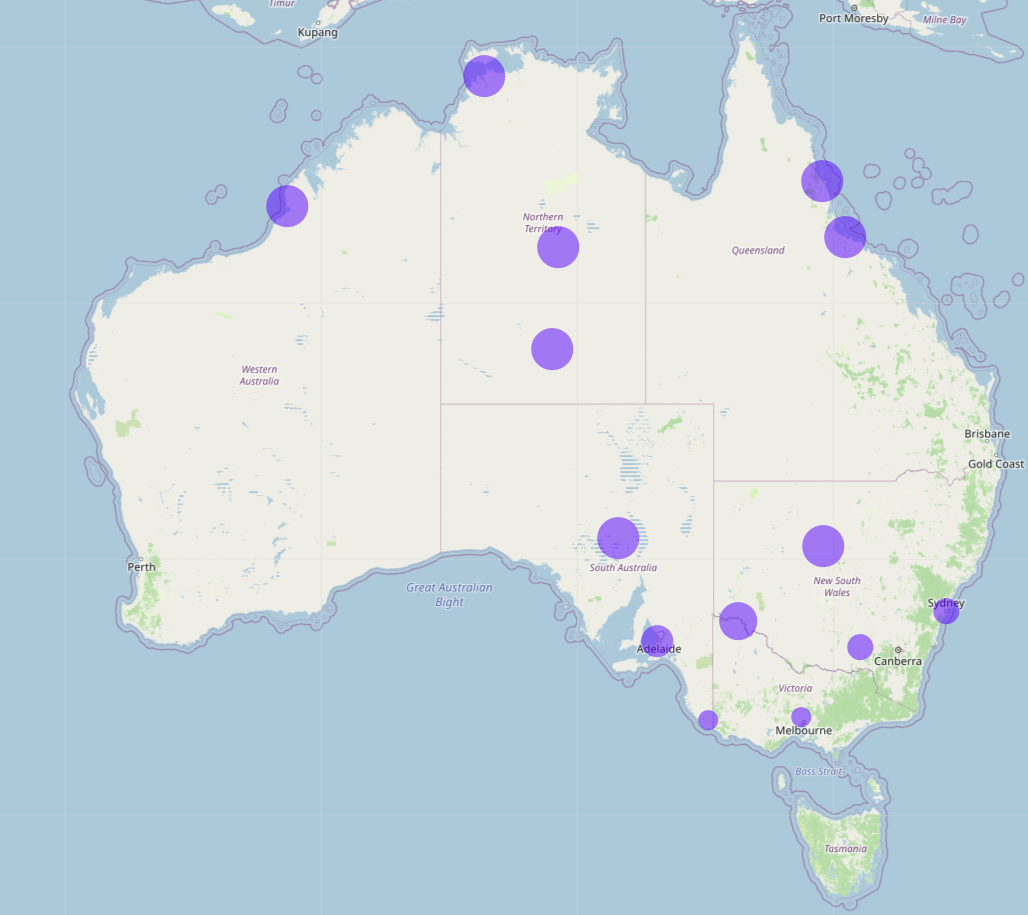 Timur
Kupang
Port Moresby
Milne Bay
Northern
Territory
Queensland
Western
Australia
Brisbane
Gold Coast
Perth
South Australia
Great Australian
Bight
New South
Wales
Sydney
Adelaide
Canberra
Victoria
Melbourne
Bass Strait
Tasmania